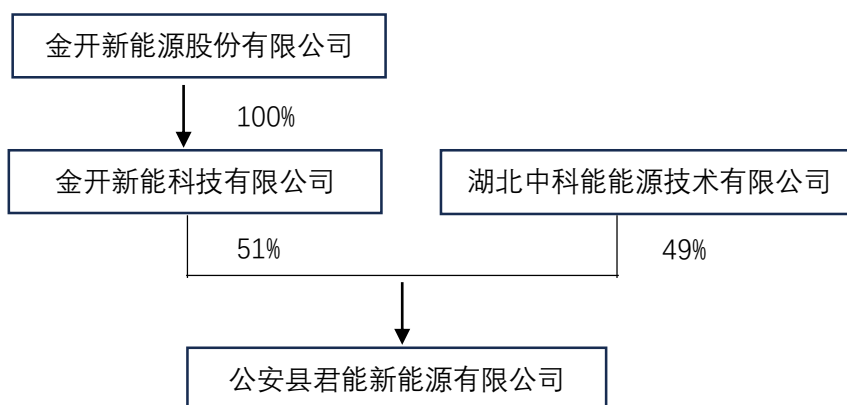 金开新能源股份有限公司
100%
金开新能科技有限公司
湖北中科能能源技术有限公司
51%
49%
公安县君能新能源有限公司